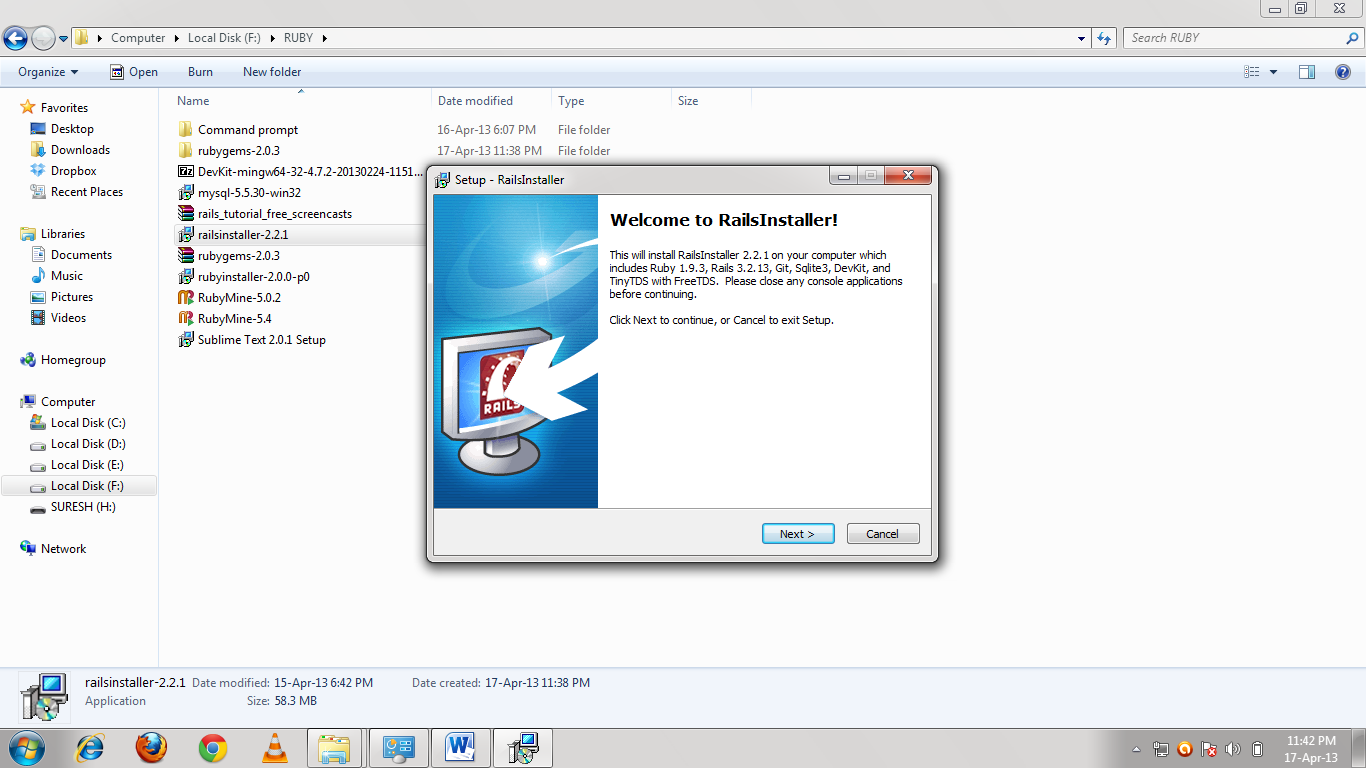 Computer Local Disk (F:) RUBY
Search RUBY
Organize Open Burn New folder
Name Date modified Type Size
Favorites
Desktop
Downloads
Dropbox
Recent Places
Libraries
Documents
Music
Pictures
Videos
Homegroup
Computer
Local Disk (C:)
Local Disk (D:)
Local Disk (E:)
Local Disk (F:)
SURESH (H:)
Network
Command prompt 16-Apr-13 6:07 PM File folder
rubygems-2.0.3 17-Apr-13 11:38 PM File folder
DevKit-mingw64-32-4.7.2-20130224-1151...
mysql-5.5.30-win32
rails_tutorial_free_screencasts
railsinstaller-2.2.1
rubygems-2.0.3
rubyinstaller-2.0.0-p0
RubyMine-5.0.2
RubyMine-5.4
Sublime Text 2.0.1 Setup
Setup - RailsInstaller
Welcome to RailsInstaller!
This will install RailsInstaller 2.2.1 on your computer which
includes Ruby 1.9.3, Rails 3.2.13, Git, Sqlite3, DevKit, and
TinyTDS with FreeTDS. Please close any console applications
before continuing.
Click Next to continue, or Cancel to exit Setup.
RAILS
Next > Cancel
railsinstaller-2.2.1 Date modified: 15-Apr-13 6:42 PM Date created: 17-Apr-13 11:38 PM
Application Size: 58.3 MB
11:42 PM
17-Apr-13